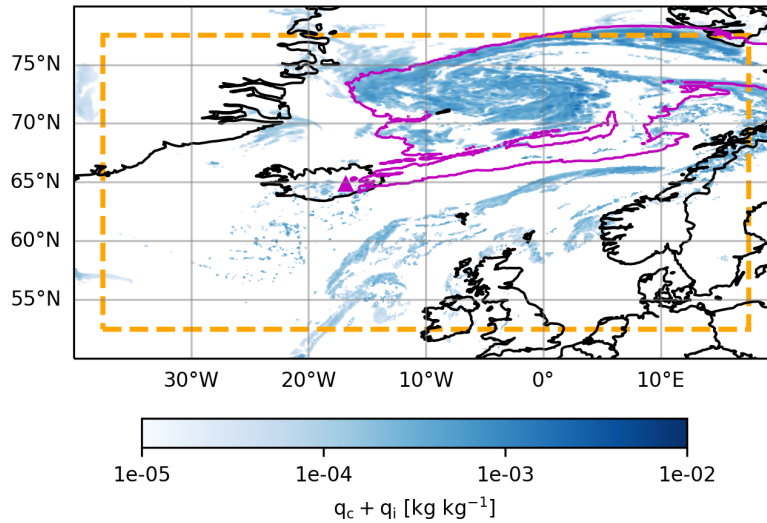 75°N
70°N
65°N
60°N
55°N
30°W 20°W 10°W 0° 10°E
1e-05 1e-04 1e-03 1e-02
q_c + q_i [kg kg⁻¹]